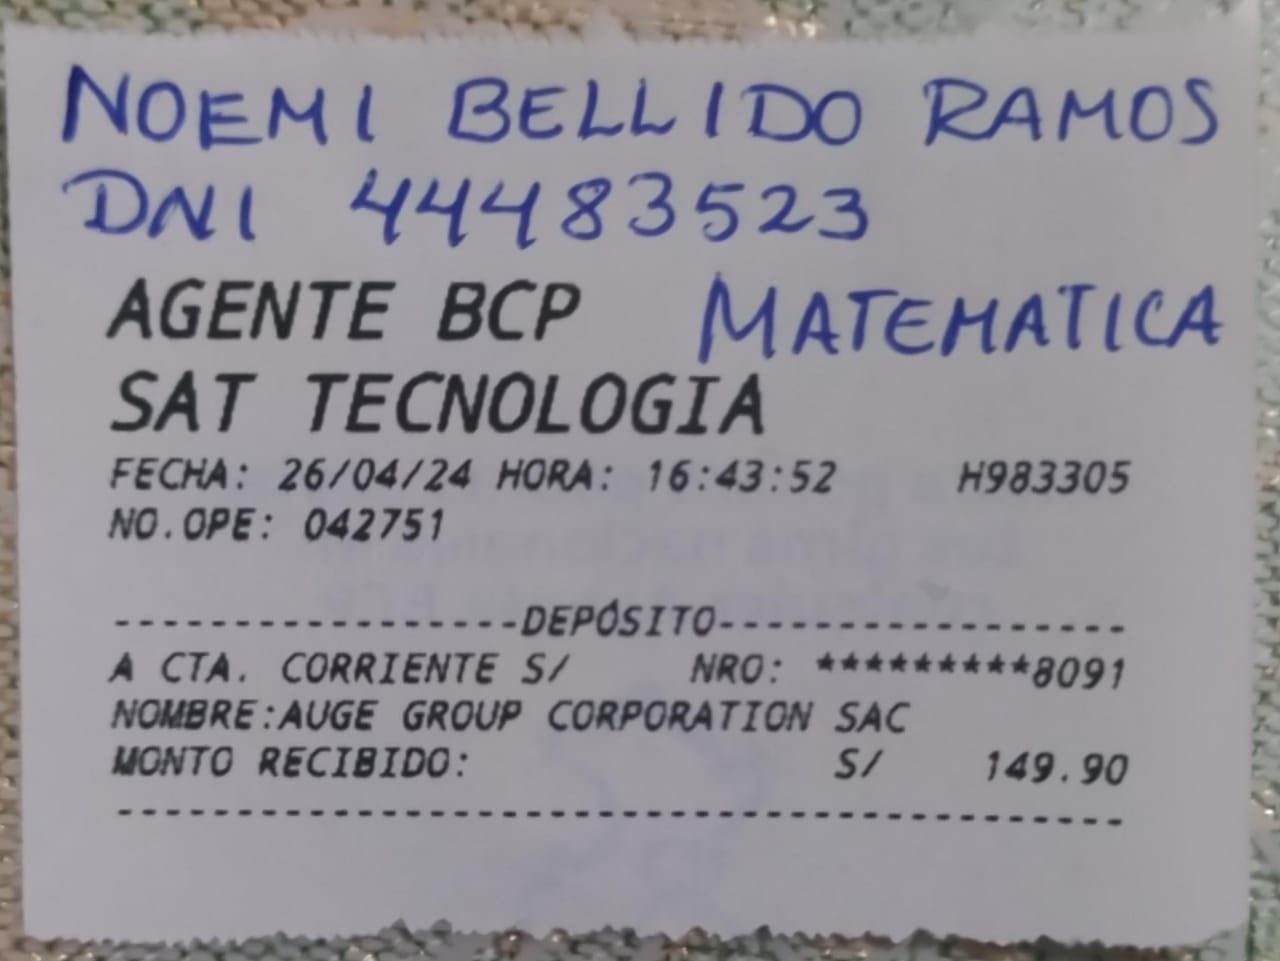 NOEMI BELLIDO RAMOS
DNI 44483523
AGENTE BCP MATEMATICA
SAT TECNOLOGIA
FECHA: 26/04/24 HORA: 16:43:52 H983305
NO.OPE: 042751
-----------------DEPÓSITO-----------------
A CTA. CORRIENTE S/ NRO: *********8091
NOMBRE:AUGE GROUP CORPORATION SAC
MONTO RECIBIDO: S/ 149.90